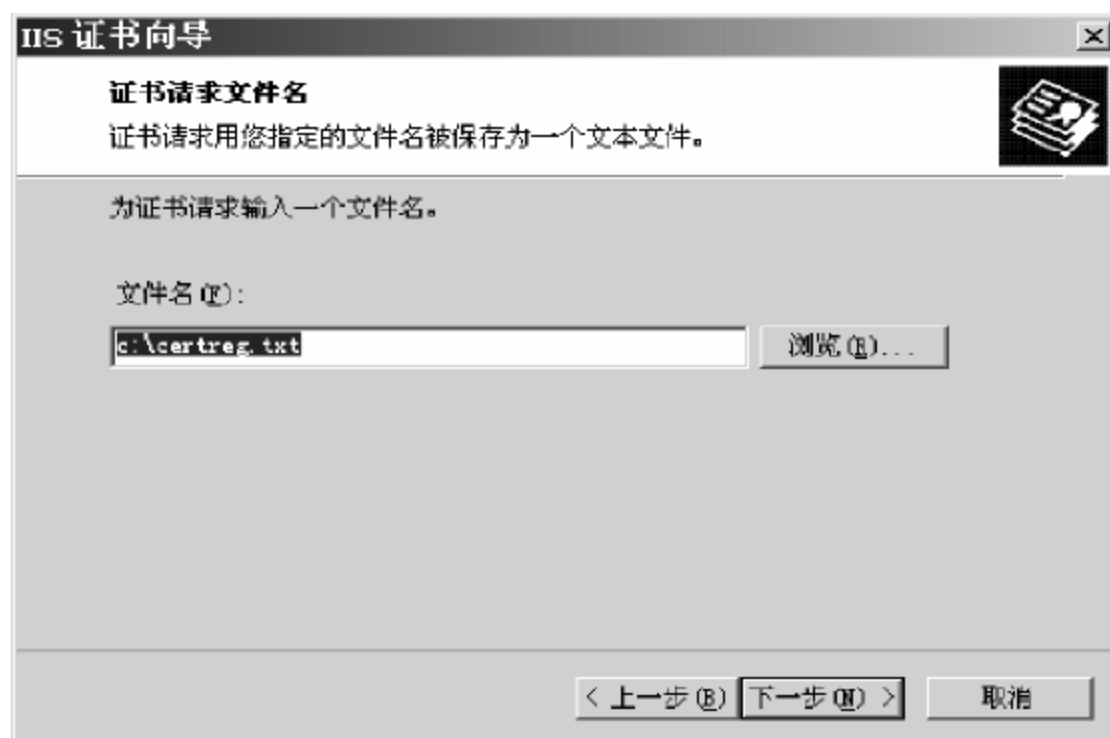 IIS 证书向导
证书请求文件名
证书请求用您指定的文件名被保存为一个文本文件。
为证书请求输入一个文件名。
文件名(F):
c:\certreg.txt
浏览(R)...
< 上一步(B) 下一步(N) > 取消